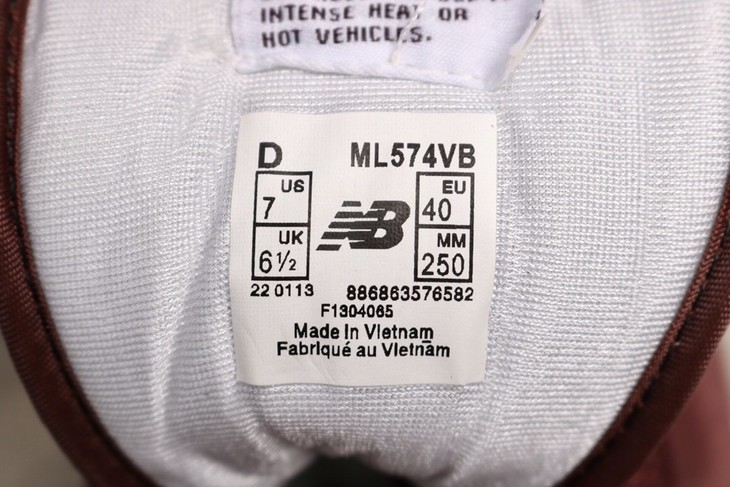 INTENSE HEAT OR
HOT VEHICLES.
D ML574VB
US
7
UK
6½
NB
EU
40
MM
250
22 0113 886863576582
F1304065
Made in Vietnam
Fabriqué au Vietnam